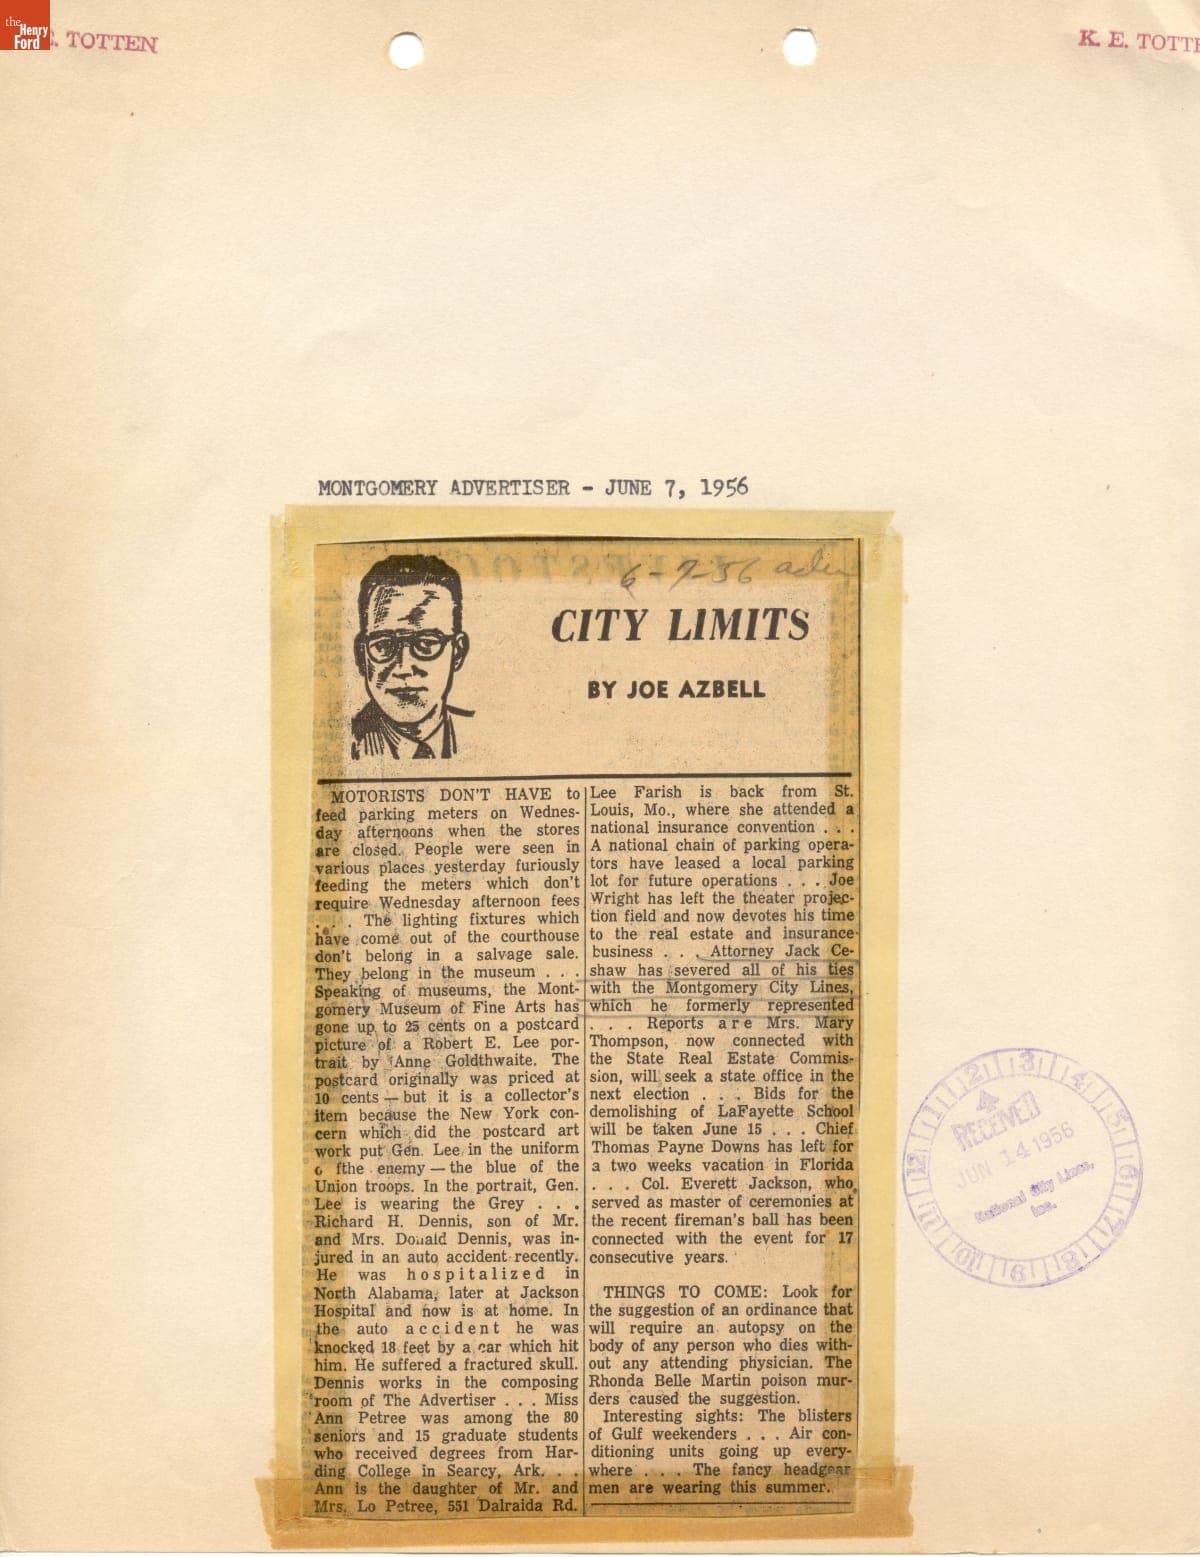 the
Henry
Ford
E. TOTTEN
K. E. TOTTE
MONTGOMERY ADVERTISER - JUNE 7, 1956
6-7-56 adv
CITY LIMITS
BY JOE AZBELL
MOTORISTS DON'T HAVE to
feed parking meters on Wednes-
day afternoons when the stores
are closed. People were seen in
various places yesterday furiously
feeding the meters which don't
require Wednesday afternoon fees
. . . The lighting fixtures which
have come out of the courthouse
don't belong in a salvage sale.
They belong in the museum . . .
Speaking of museums, the Mont-
gomery Museum of Fine Arts has
gone up to 25 cents on a postcard
picture of a Robert E. Lee por-
trait by Anne Goldthwaite. The
postcard originally was priced at
10 cents — but it is a collector's
item because the New York con-
cern which did the postcard art
work put Gen. Lee in the uniform
o fthe enemy — the blue of the
Union troops. In the portrait, Gen.
Lee is wearing the Grey . . .
Richard H. Dennis, son of Mr.
and Mrs. Donald Dennis, was in-
jured in an auto accident recently.
He was hospitalized in
North Alabama, later at Jackson
Hospital and now is at home. In
the auto accident he was
knocked 18 feet by a car which hit
him. He suffered a fractured skull.
Dennis works in the composing
room of The Advertiser . . . Miss
Ann Petree was among the 80
seniors and 15 graduate students
who received degrees from Har-
ding College in Searcy, Ark. . .
Ann is the daughter of Mr. and
Mrs. Lo Petree, 551 Dalraida Rd.
Lee Farish is back from St.
Louis, Mo., where she attended a
national insurance convention . . .
A national chain of parking opera-
tors have leased a local parking
lot for future operations . . . Joe
Wright has left the theater projec-
tion field and now devotes his time
to the real estate and insurance
business . . . Attorney Jack Ce-
shaw has severed all of his ties
with the Montgomery City Lines,
which he formerly represented
. . . Reports are Mrs. Mary
Thompson, now connected with
the State Real Estate Commis-
sion, will seek a state office in the
next election . . . Bids for the
demolishing of LaFayette School
will be taken June 15 . . . Chief
Thomas Payne Downs has left for
a two weeks vacation in Florida
. . . Col. Everett Jackson, who
served as master of ceremonies at
the recent fireman's ball has been
connected with the event for 17
consecutive years.
THINGS TO COME: Look for
the suggestion of an ordinance that
will require an autopsy on the
body of any person who dies with-
out any attending physician. The
Rhonda Belle Martin poison mur-
ders caused the suggestion.
Interesting sights: The blisters
of Gulf weekenders . . . Air con-
ditioning units going up every-
where . . . The fancy headgear
men are wearing this summer.
12 1 2 3 4 5 6 7 8 9 10 11
RECEIVED
JUN 14 1956
National City Lines,
Inc.